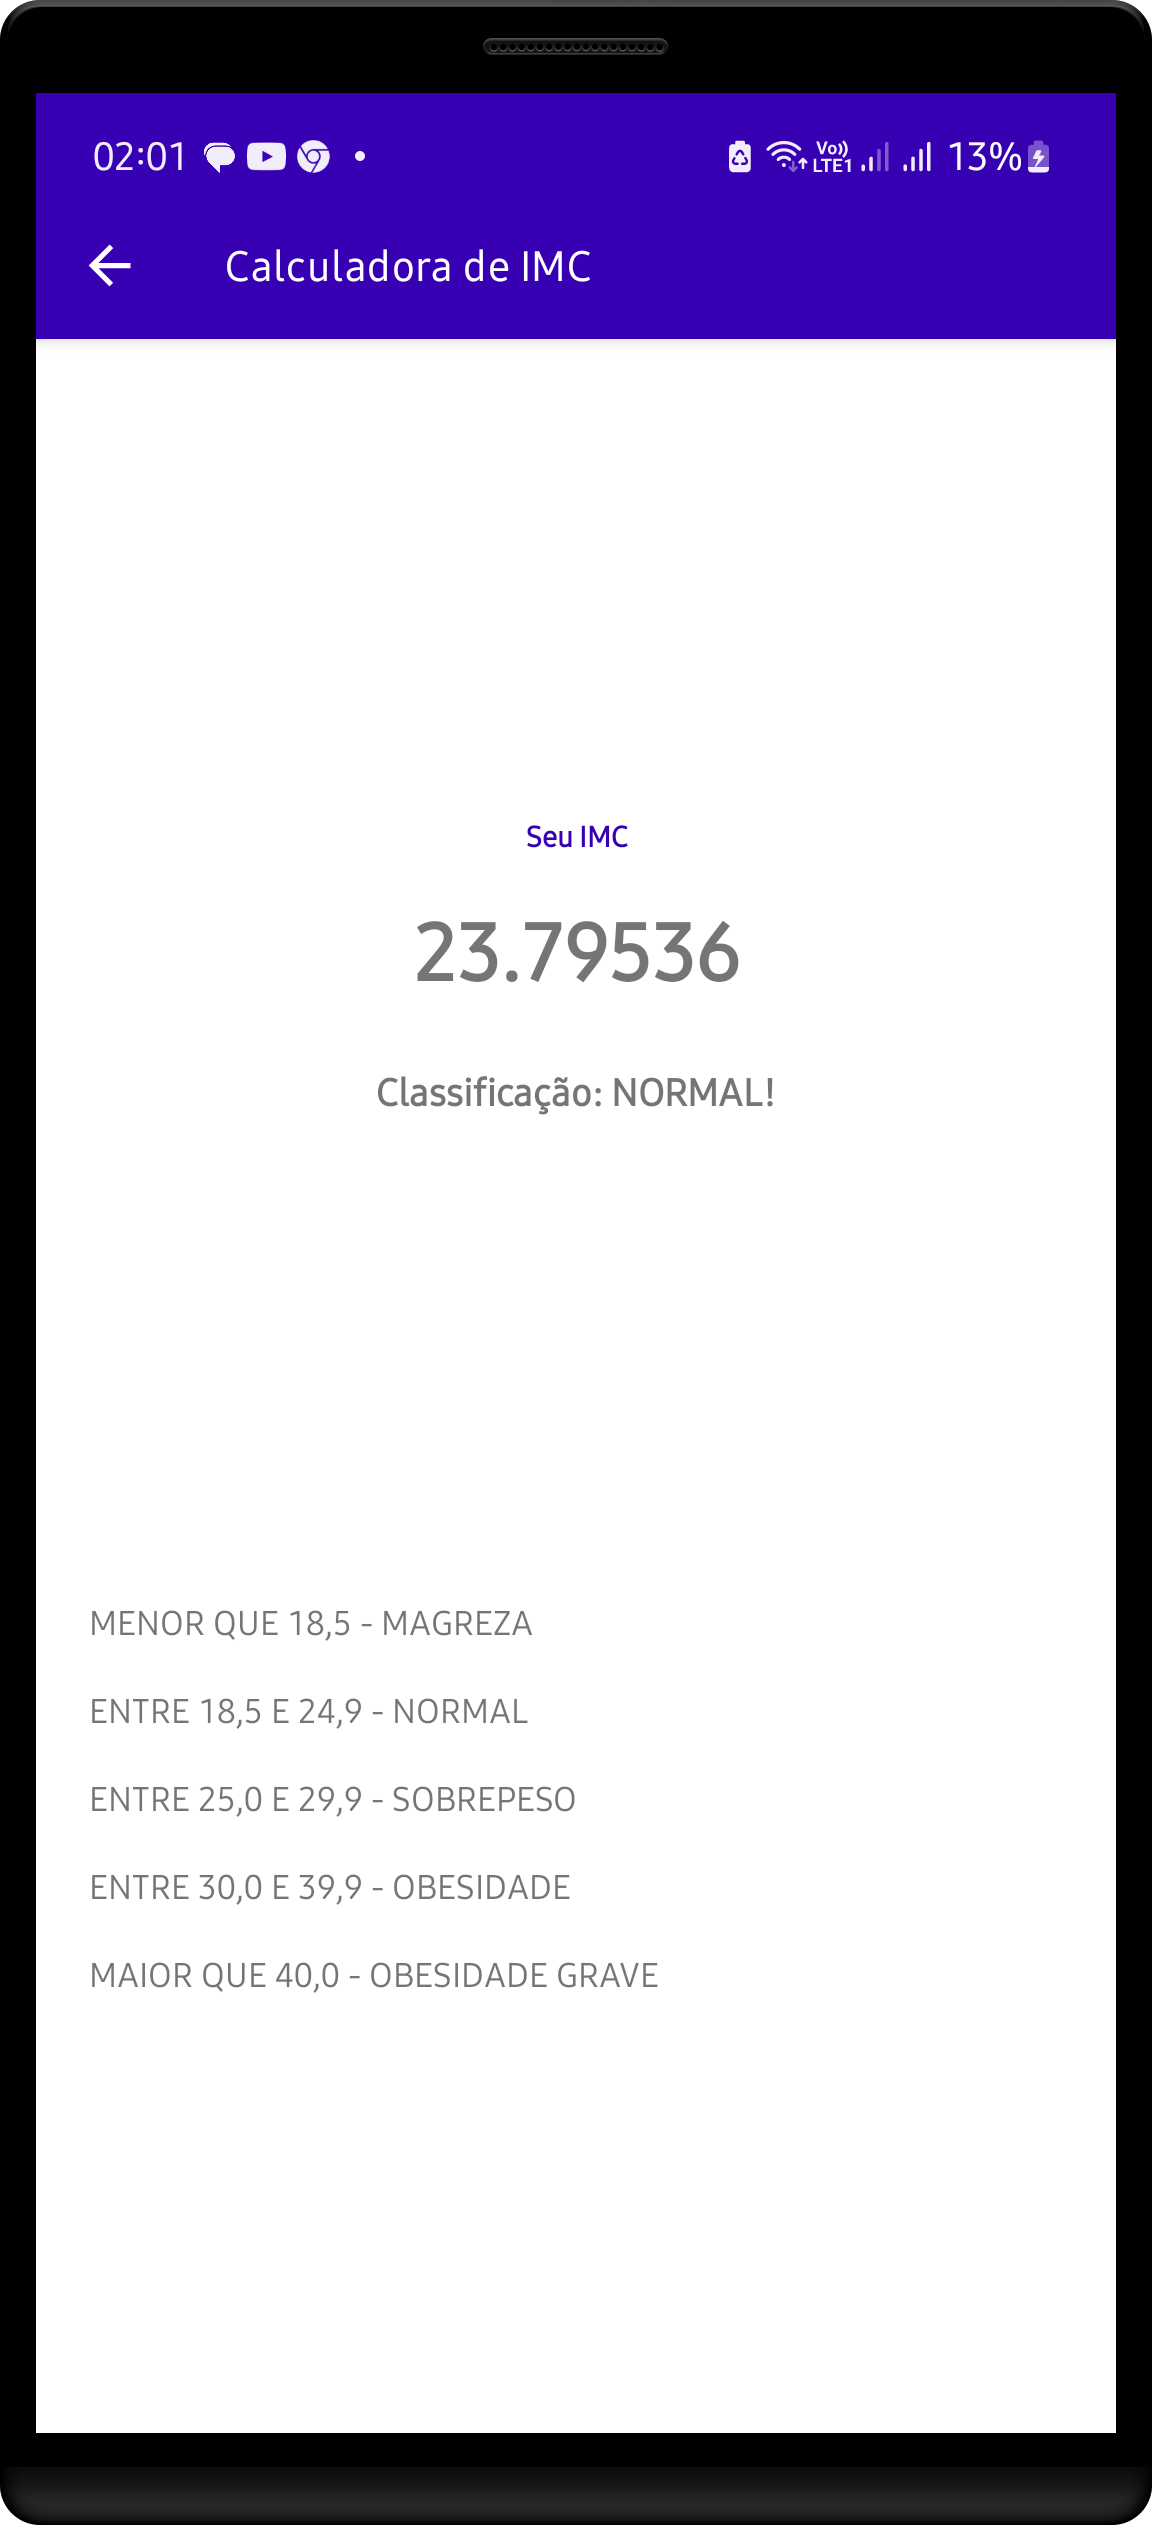 02:01 Vo)) LTE1 13%
Calculadora de IMC
Seu IMC
23.79536
Classificação: NORMAL!
MENOR QUE 18,5 - MAGREZA
ENTRE 18,5 E 24,9 - NORMAL
ENTRE 25,0 E 29,9 - SOBREPESO
ENTRE 30,0 E 39,9 - OBESIDADE
MAIOR QUE 40,0 - OBESIDADE GRAVE